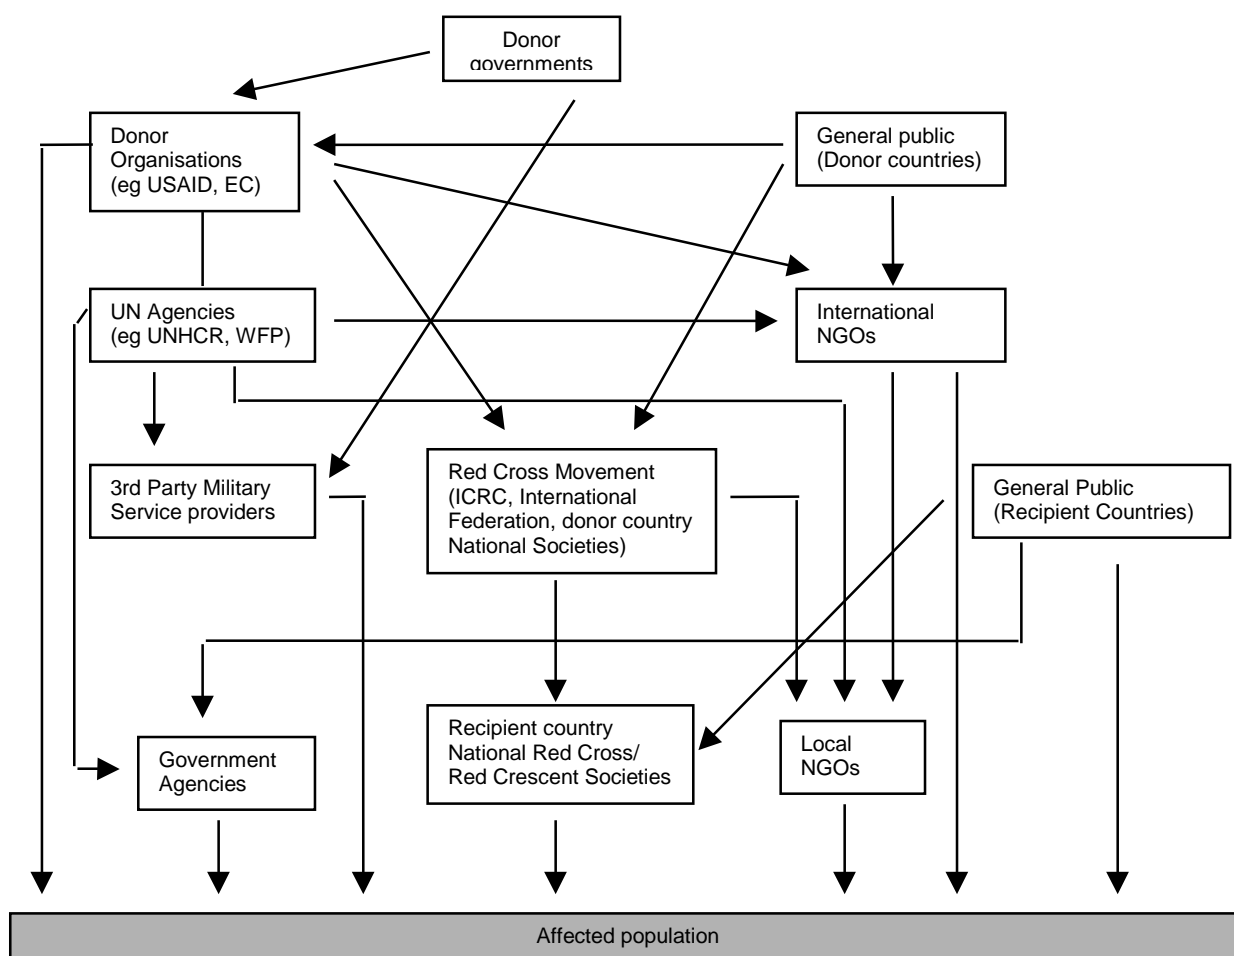 Donor
governments
Donor
Organisations
(eg USAID, EC)
General public
(Donor countries)
UN Agencies
(eg UNHCR, WFP)
International
NGOs
3rd Party Military
Service providers
Red Cross Movement
(ICRC, International
Federation, donor country
National Societies)
General Public
(Recipient Countries)
Government
Agencies
Recipient country
National Red Cross/
Red Crescent Societies
Local
NGOs
Affected population